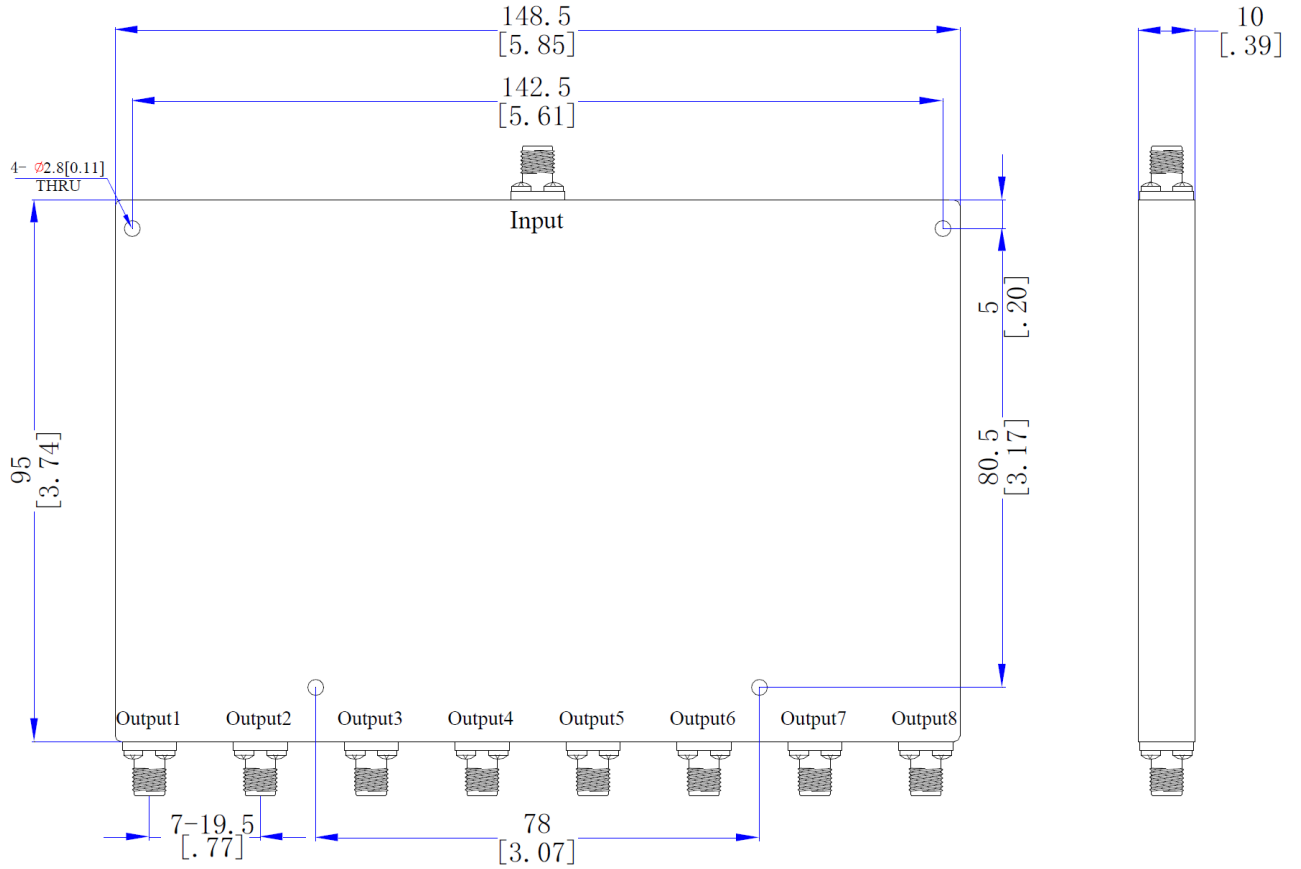 148.5
[5.85]
10
[.39]
142.5
[5.61]
4- Ø2.8[0.11]
THRU
Input
5
[.20]
95
[3.74]
80.5
[3.17]
Output1
Output2
Output3
Output4
Output5
Output6
Output7
Output8
7-19.5
[.77]
78
[3.07]